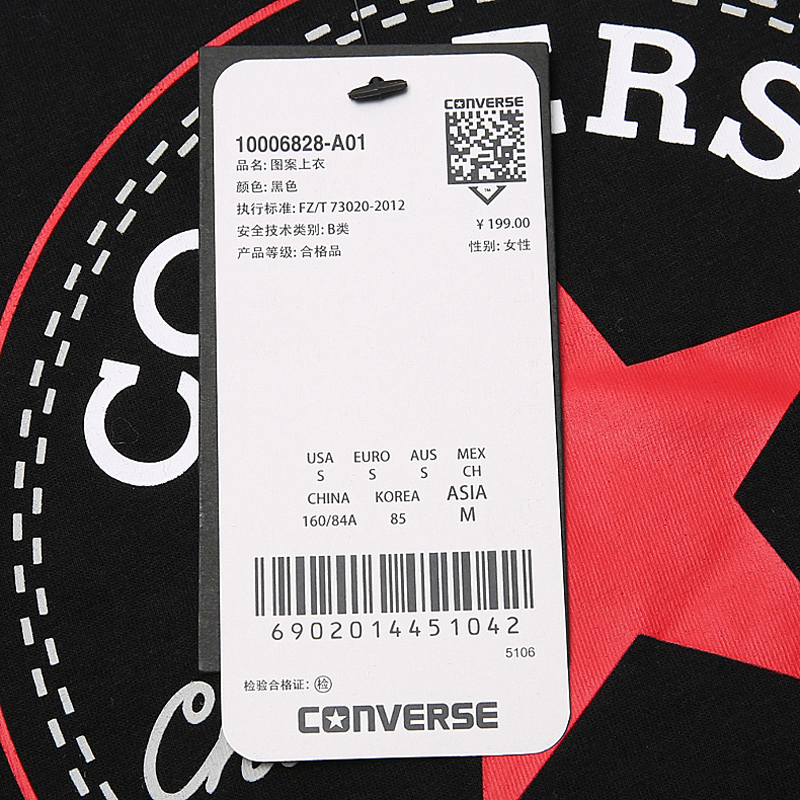 CONVERSE
CONVERSE
10006828-A01
品名: 图案上衣
颜色: 黑色
执行标准: FZ/T 73020-2012
安全技术类别: B类
¥ 199.00
产品等级: 合格品
性别: 女性
TM
USA EURO AUS MEX
S S S CH
CHINA KOREA ASIA
160/84A 85 M
6902014451042
5106
检验合格证: 检
CONVERSE